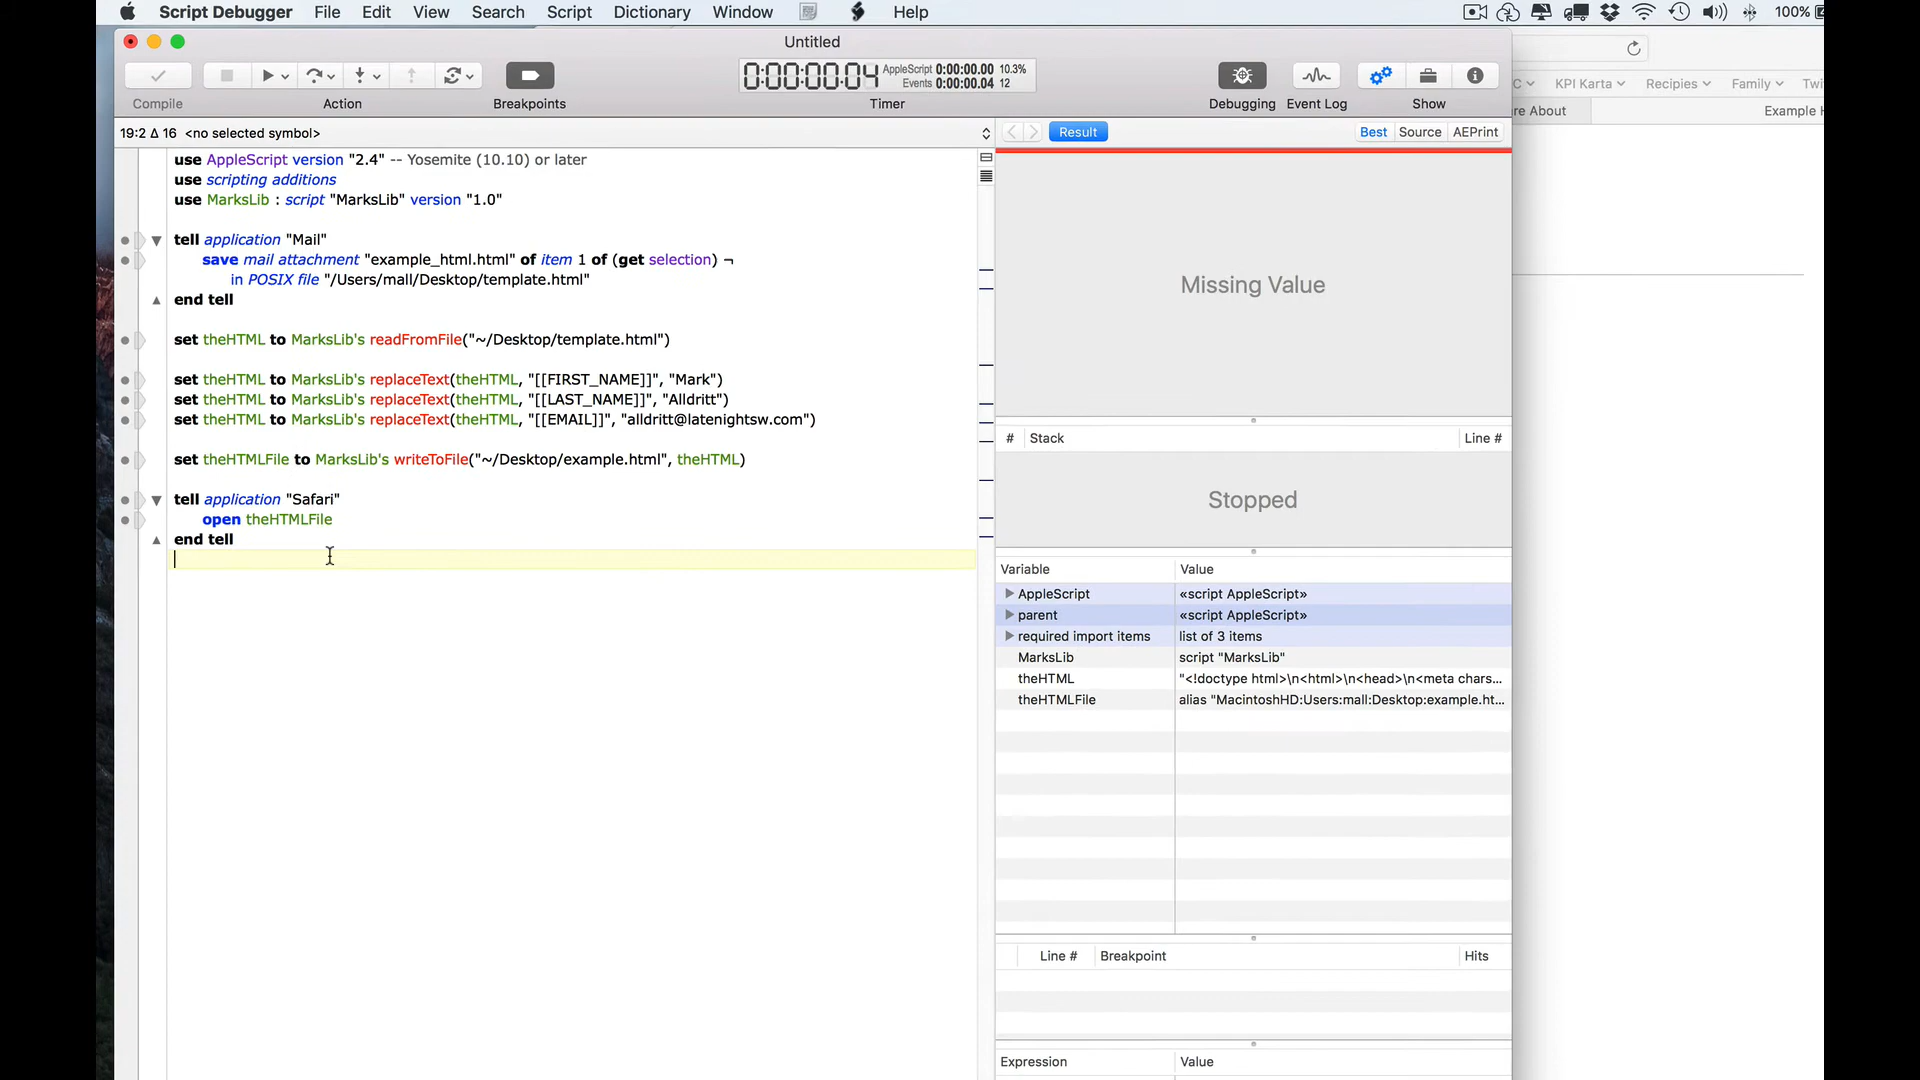 Script Debugger File Edit View Search Script Dictionary Window Help 100%
Untitled
0:00:00.04 AppleScript 0:00:00.00 10.3%
Events 0:00:00.04 12
KPI Karta Recipies Family
Compile Action Breakpoints Timer Debugging Event Log Show
re About Example
19:2 Δ 16 <no selected symbol> Result Best Source AEPrint
use AppleScript version "2.4" -- Yosemite (10.10) or later
use scripting additions
use MarksLib : script "MarksLib" version "1.0"
tell application "Mail"
save mail attachment "example_html.html" of item 1 of (get selection) ¬
in POSIX file "/Users/mall/Desktop/template.html"
end tell
set theHTML to MarksLib's readFromFile("~/Desktop/template.html")
set theHTML to MarksLib's replaceText(theHTML, "[[FIRST_NAME]]", "Mark")
set theHTML to MarksLib's replaceText(theHTML, "[[LAST_NAME]]", "Alldritt")
set theHTML to MarksLib's replaceText(theHTML, "[[EMAIL]]", "alldritt@latenightsw.com")
set theHTMLFile to MarksLib's writeToFile("~/Desktop/example.html", theHTML)
tell application "Safari"
open theHTMLFile
end tell
Missing Value
# Stack Line #
Stopped
Variable Value
AppleScript «script AppleScript»
parent «script AppleScript»
required import items list of 3 items
MarksLib script "MarksLib"
theHTML "<!doctype html>\n<html>\n<head>\n<meta chars...
theHTMLFile alias "MacintoshHD:Users:mall:Desktop:example.ht...
Line # Breakpoint Hits
Expression Value